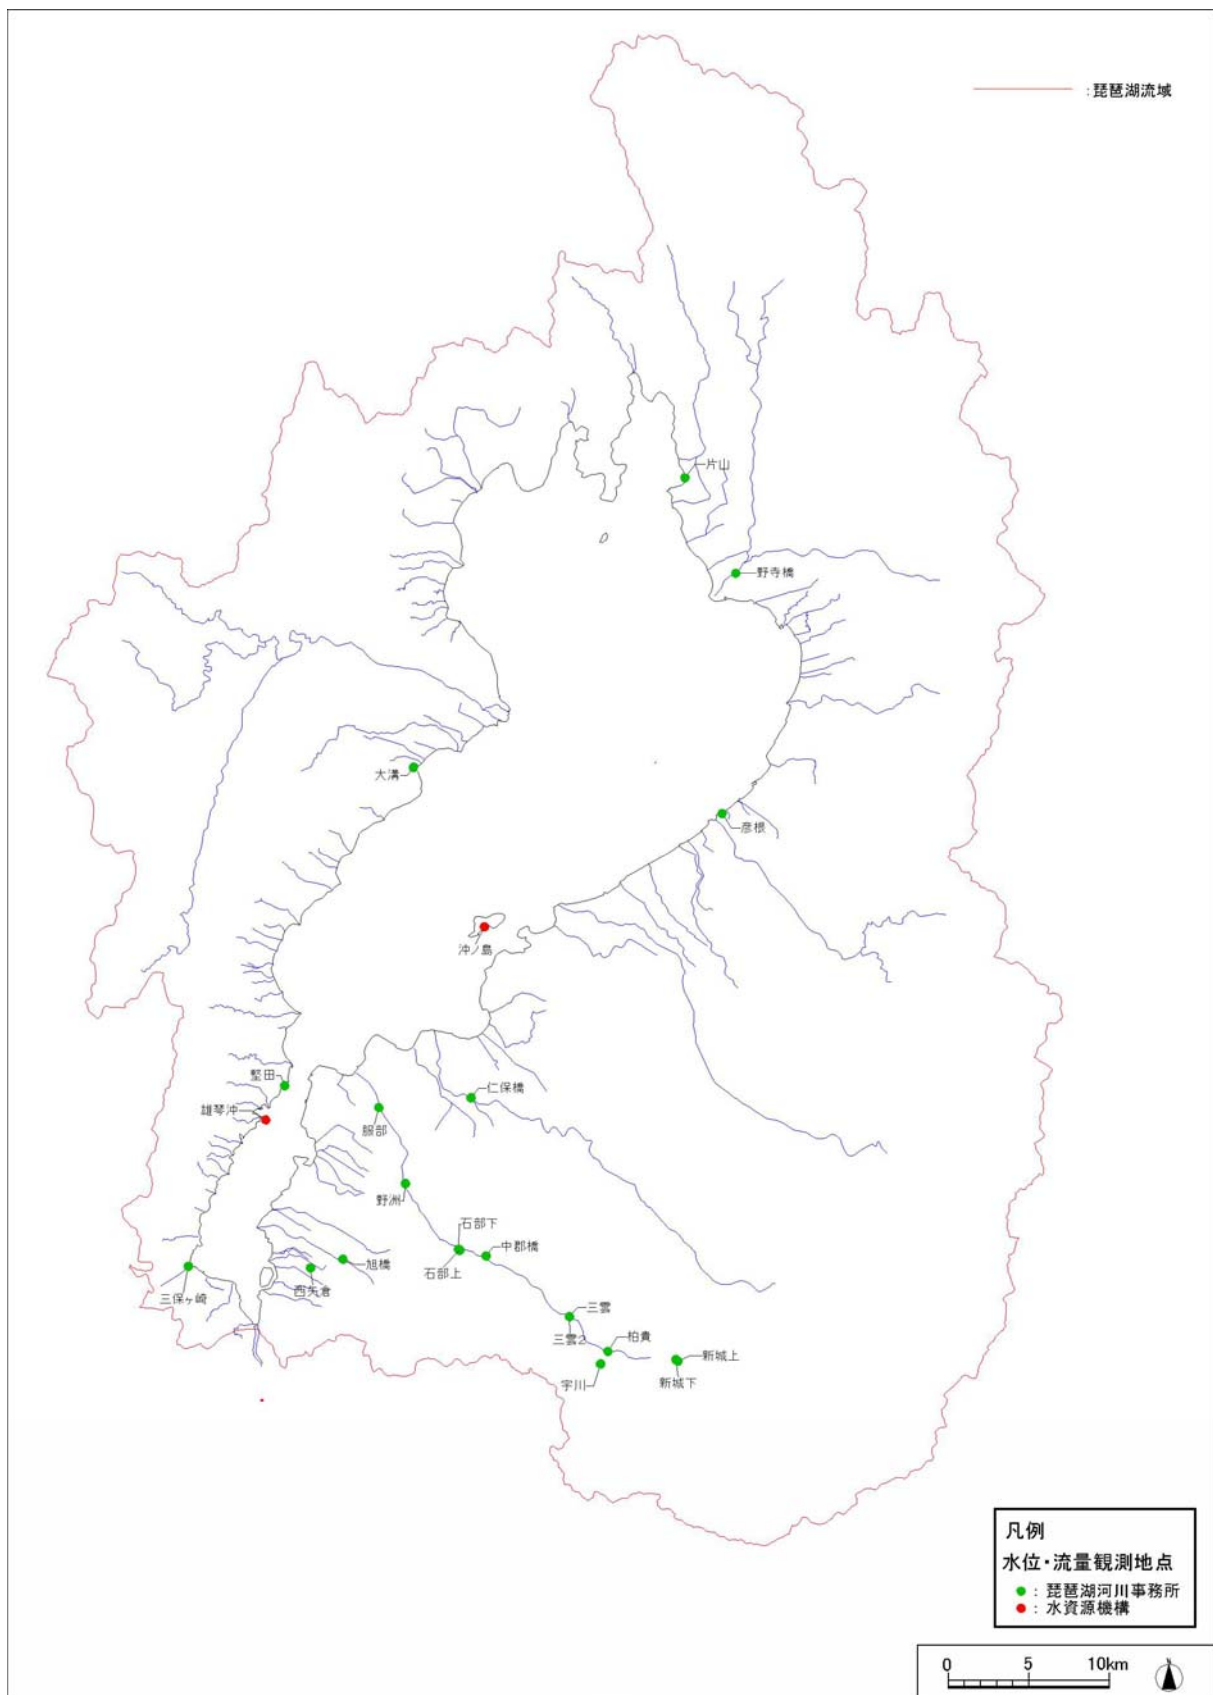 ：琵琶湖流域
片山
野寺橋
大溝
彦根
沖ノ島
堅田
仁保橋
雄琴沖
服部
野洲
石部下
中郡橋
旭橋
石部上
西矢倉
三保ヶ崎
三雲
三雲2
柏貴
新城上
宇川
新城下
凡例
水位・流量観測地点
：琵琶湖河川事務所
：水資源機構
0 5 10km
N